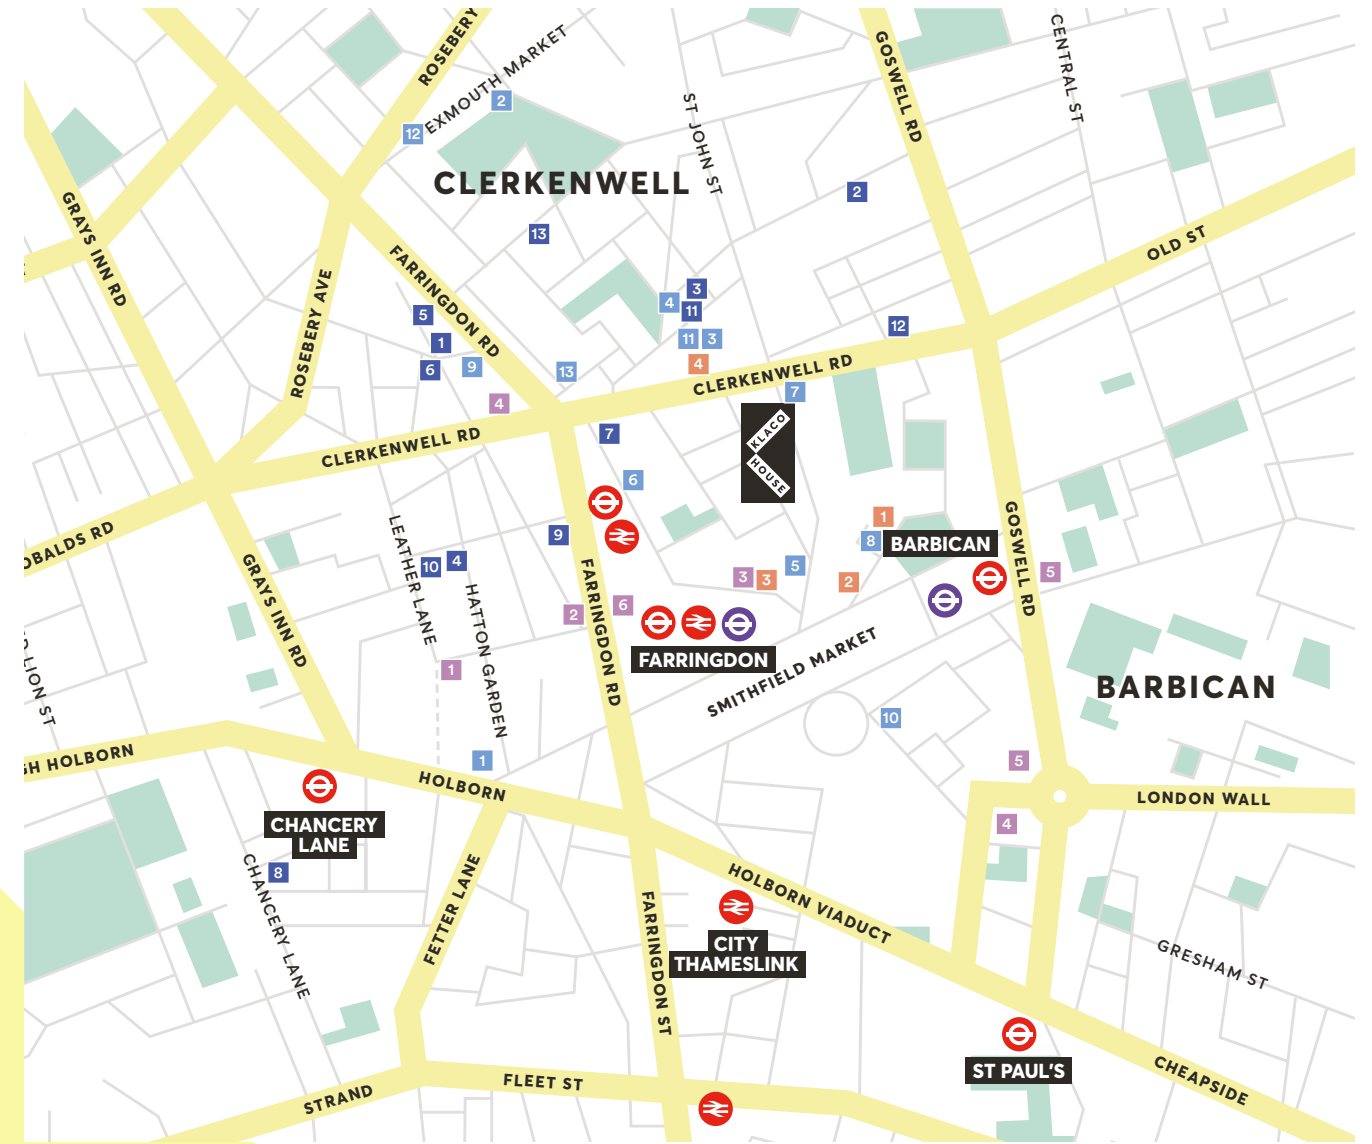 ROSEBERY
EXMOUTH MARKET
2
12
CLERKENWELL
ST JOHN ST
GOSWELL RD
CENTRAL ST
2
OLD ST
GRAYS INN RD
13
FARRINGDON RD
ROSEBERY AVE
3
4
11
5
1
6
9
13
11
3
4
12
CLERKENWELL RD
7
4
CLERKENWELL RD
7
KLACO
HOUSE
6
9
1
8
BARBICAN
GOSWELL RD
5
OBALDS RD
LEATHER LANE
10
4
HATTON GARDEN
GRAYS INN RD
FARRINGDON RD
3
3
5
2
2
6
FARRINGDON
SMITHFIELD MARKET
BARBICAN
LION ST
1
10
GH HOLBORN
1
HOLBORN
5
LONDON WALL
4
CHANCERY
LANE
8
CHANCERY LANE
FETTER LANE
FARRINGDON ST
HOLBORN VIADUCT
CITY
THAMESLINK
GRESHAM ST
ST PAUL'S
CHEAPSIDE
FLEET ST
STRAND